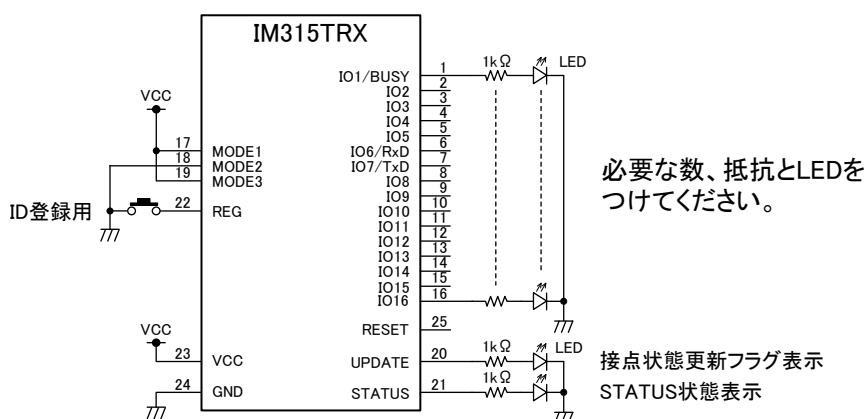 IM315TRX
VCC
17 MODE1
18 MODE2
19 MODE3
ID登録用
22 REG
VCC
23 VCC
24 GND
IO1/BUSY 1
IO2 2
IO3 3
IO4 4
IO5 5
IO6/RxD 6
IO7/TxD 7
IO8 8
IO9 9
IO10 10
IO11 11
IO12 12
IO13 13
IO14 14
IO15 15
IO16 16
RESET 25
UPDATE 20
STATUS 21
1kΩ
LED
必要な数、抵抗とLEDを
つけてください。
1kΩ
LED
接点状態更新フラグ表示
1kΩ
STATUS状態表示